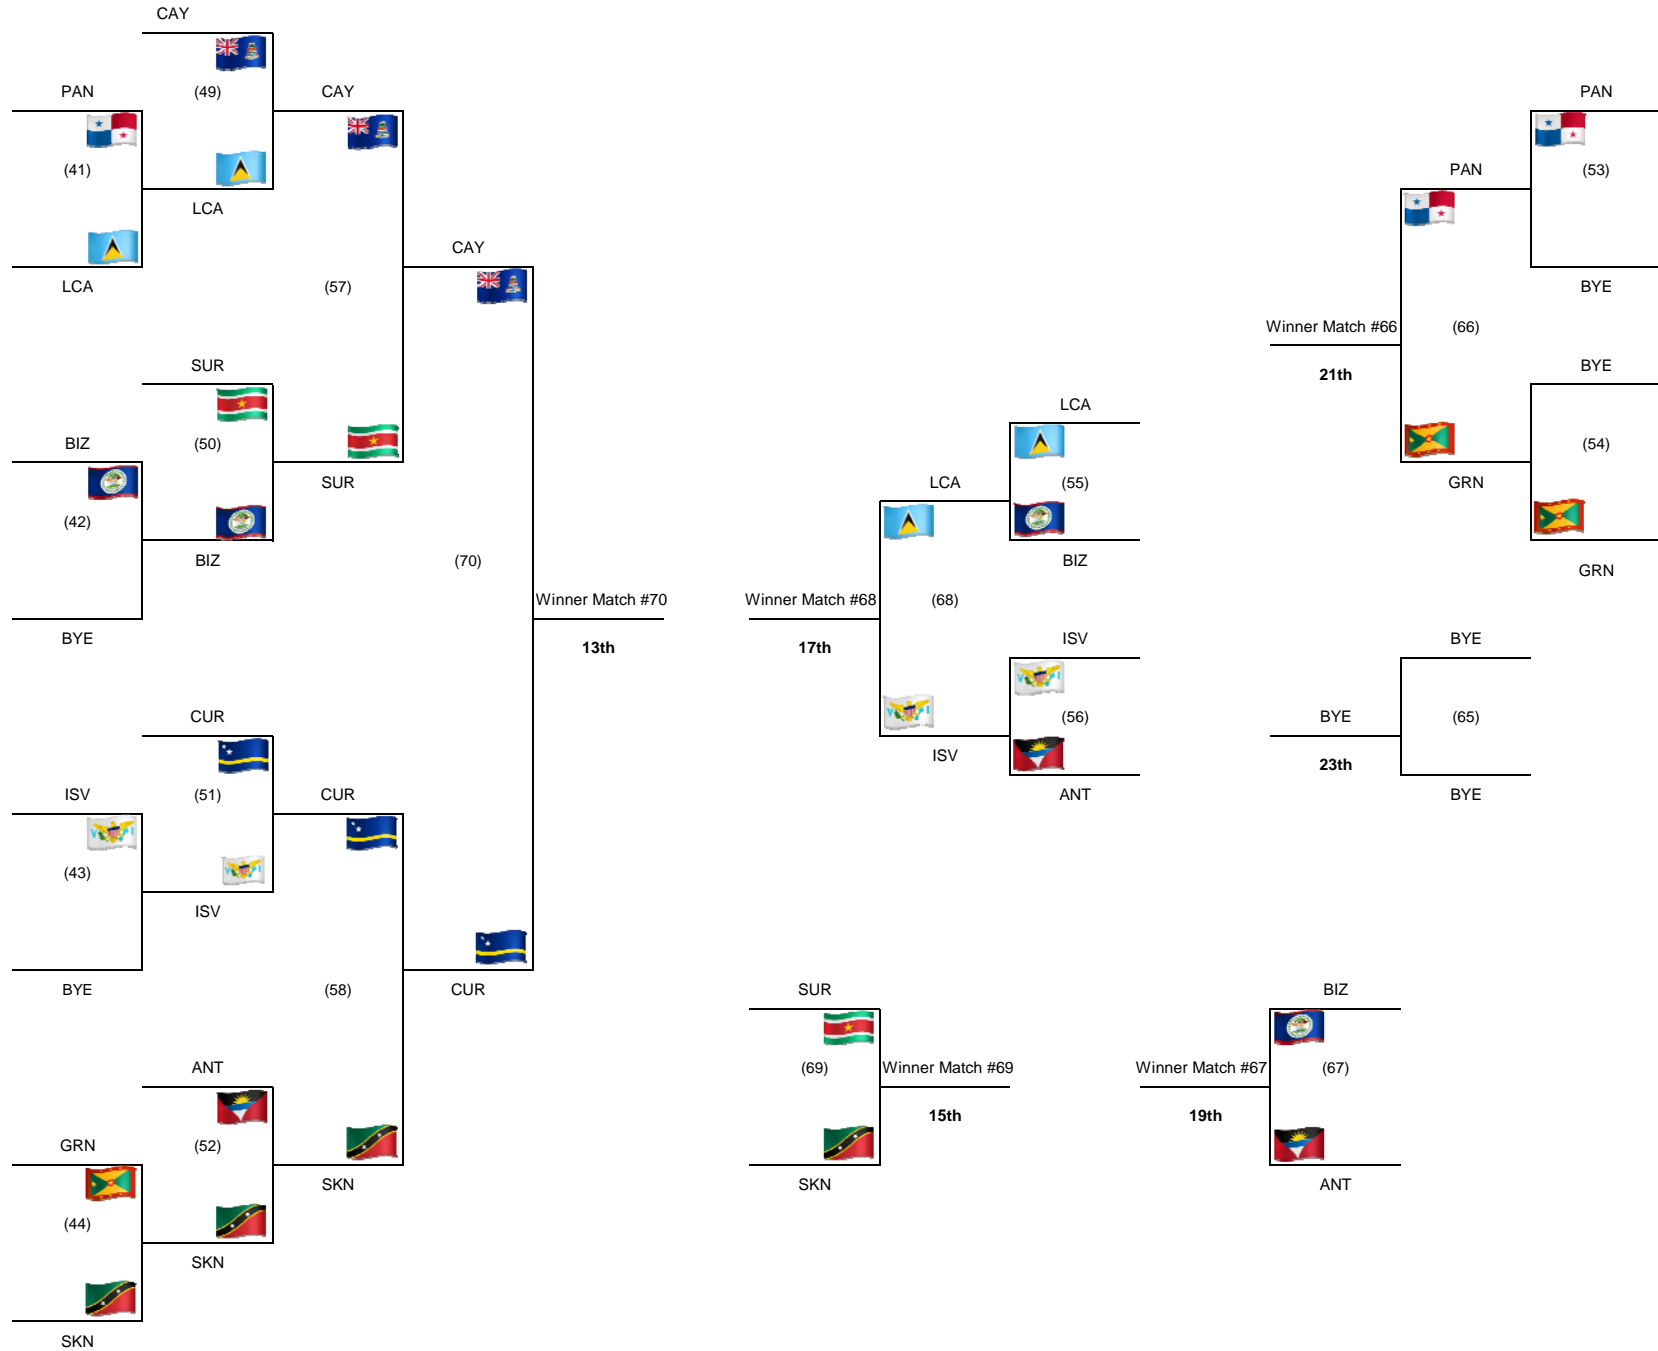 CAY
PAN
(49)
CAY
(41)
LCA
LCA
CAY
(57)
SUR
BIZ
(50)
SUR
(42)
BIZ
(70)
Winner Match #70
BYE
13th
CUR
ISV
(51)
CUR
(43)
ISV
BYE
(58)
CUR
ANT
GRN
(52)
SKN
(44)
SKN
SKN
LCA
LCA
(55)
BIZ
Winner Match #68
(68)
17th
ISV
(56)
ISV
ANT
SUR
(69)
Winner Match #69
15th
SKN
PAN
PAN
(53)
BYE
Winner Match #66
(66)
21th
BYE
(54)
GRN
GRN
BYE
BYE
(65)
23th
BYE
BIZ
Winner Match #67
(67)
19th
ANT